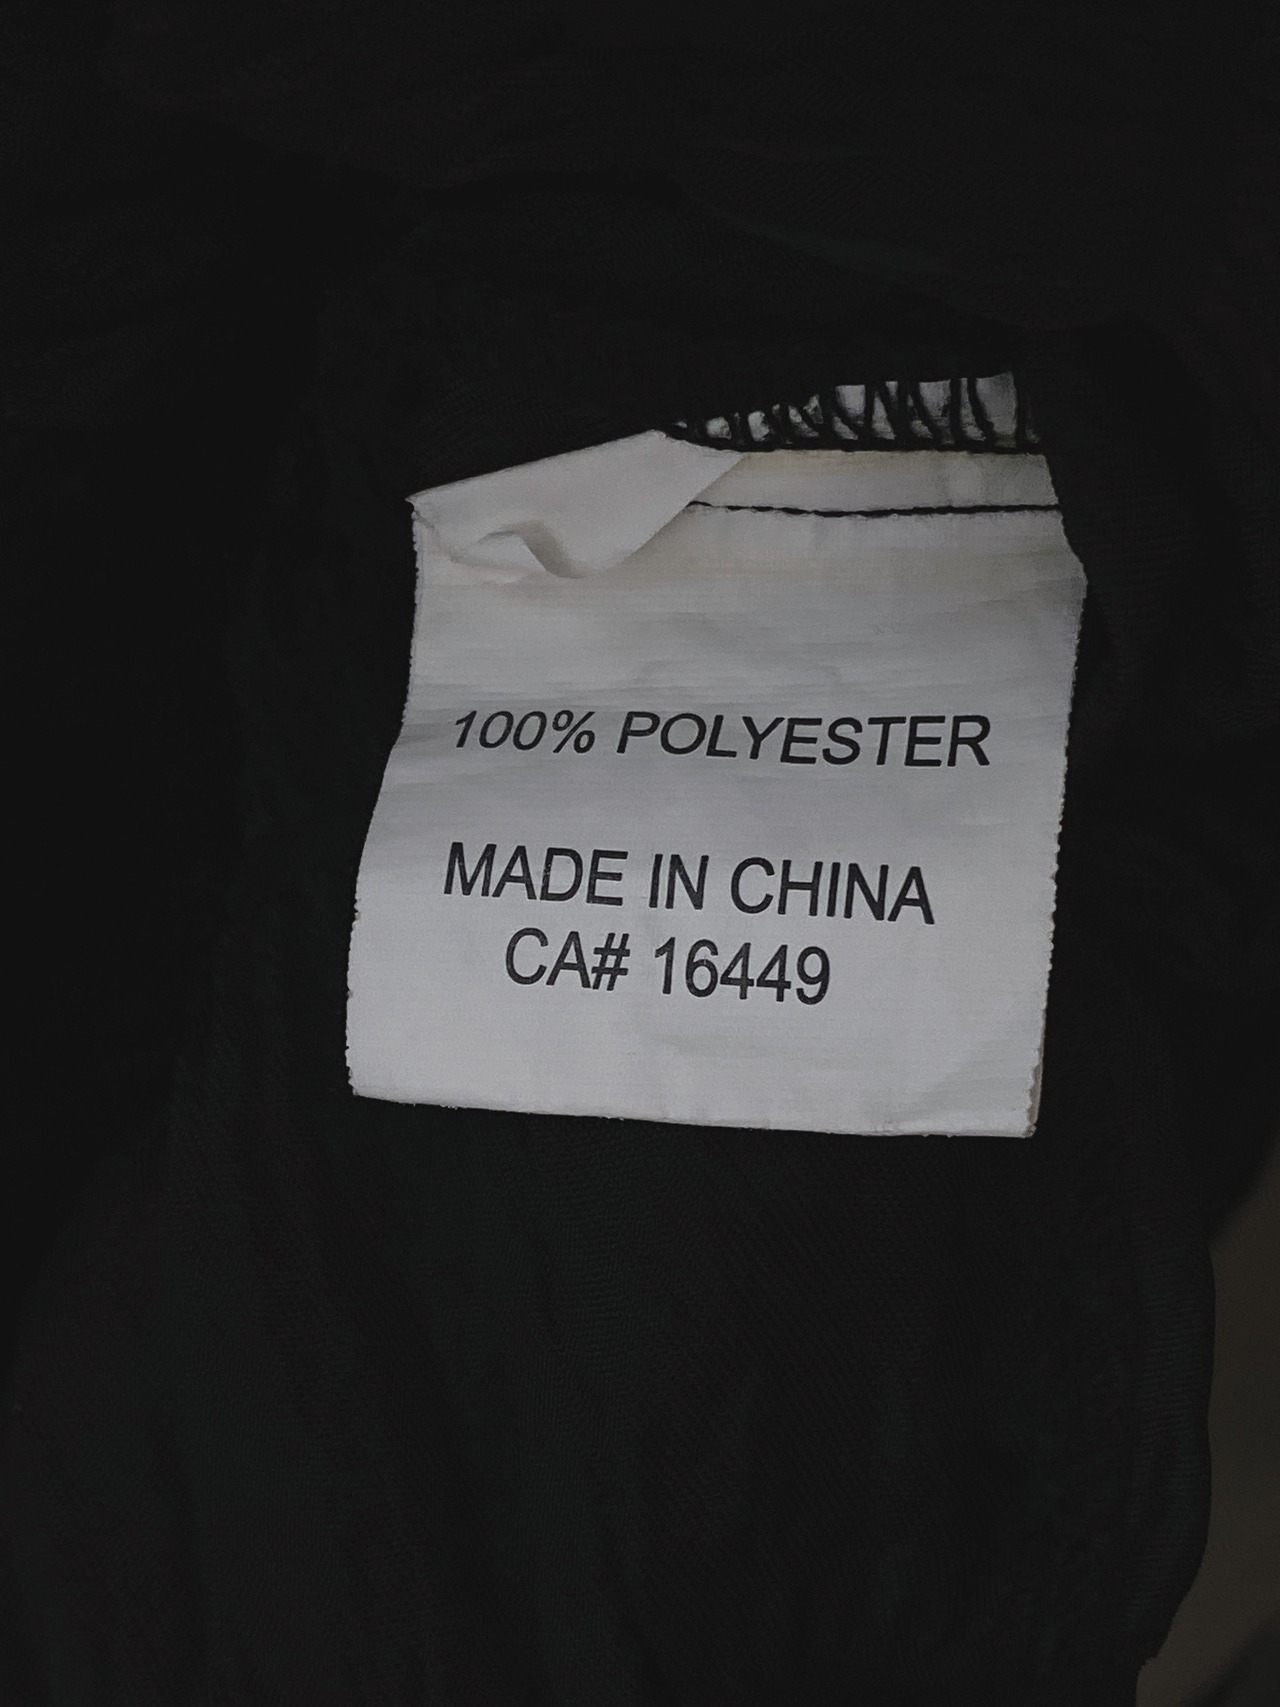 100% POLYESTER
MADE IN CHINA
CA# 16449